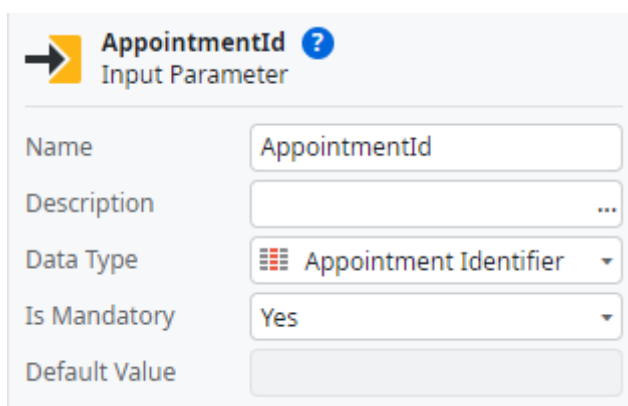 AppointmentId ?
Input Parameter
Name AppointmentId
Description ...
Data Type Appointment Identifier
Is Mandatory Yes
Default Value